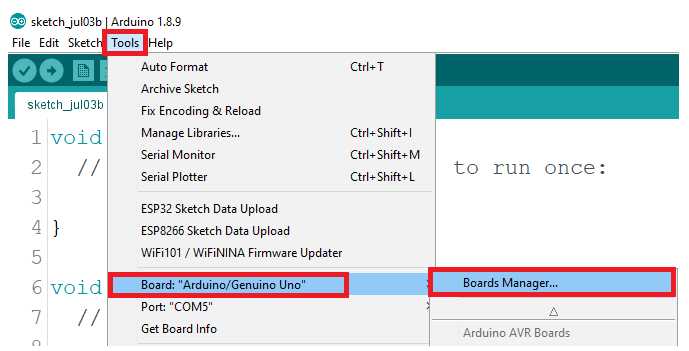 sketch_jul03b | Arduino 1.8.9
File Edit Sketch Tools Help
Auto Format Ctrl+T
Archive Sketch
sketch_jul03b
Fix Encoding & Reload
1 void
Manage Libraries... Ctrl+Shift+I
Serial Monitor Ctrl+Shift+M
2 // to run once:
Serial Plotter Ctrl+Shift+L
3
ESP32 Sketch Data Upload
4 }
ESP8266 Sketch Data Upload
5
WiFi101 / WiFiNINA Firmware Updater
6 void
Board: "Arduino/Genuino Uno" Boards Manager...
7 //
Port: "COM5"
Get Board Info Arduino AVR Boards